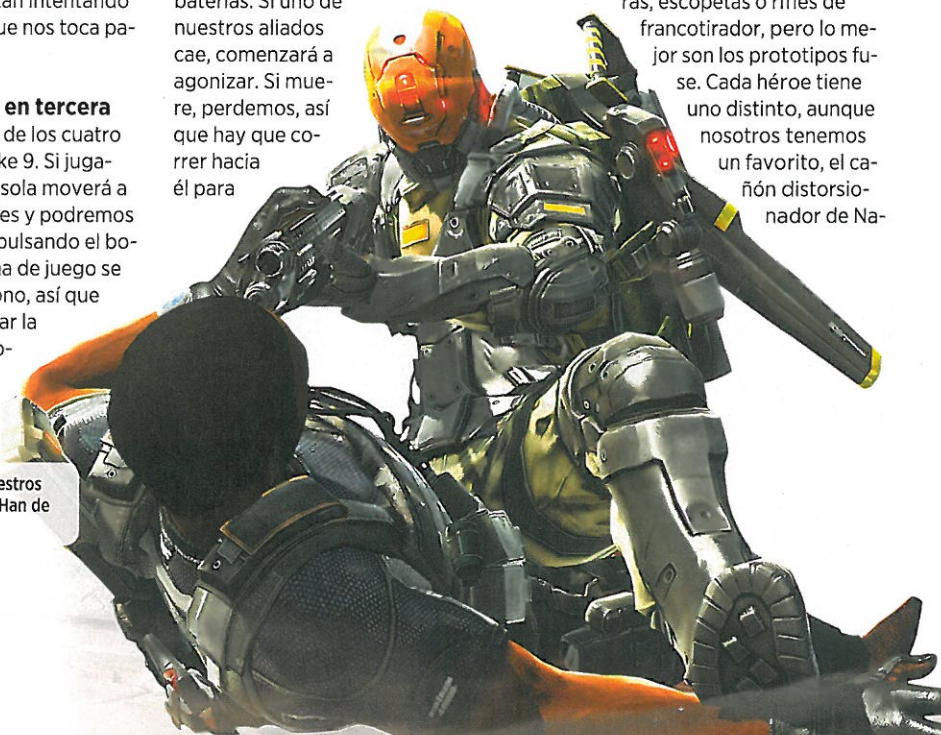 tán intentando
ue nos toca pa-
en tercera
de los cuatro
ke 9. Si juga-
sola moverá a
es y podremos
pulsando el bo-
a de juego se
ono, así que
ar la
o-
estros
Han de
baterías. Si uno de
nuestros aliados
cae, comenzará a
agonizar. Si mue-
re, perdemos, así
que hay que co-
rrer hacia
él para
ras, escopetas o rifles de
francotirador, pero lo me-
jor son los prototipos fu-
se. Cada héroe tiene
uno distinto, aunque
nosotros tenemos
un favorito, el ca-
ñón distorsio-
nador de Na-